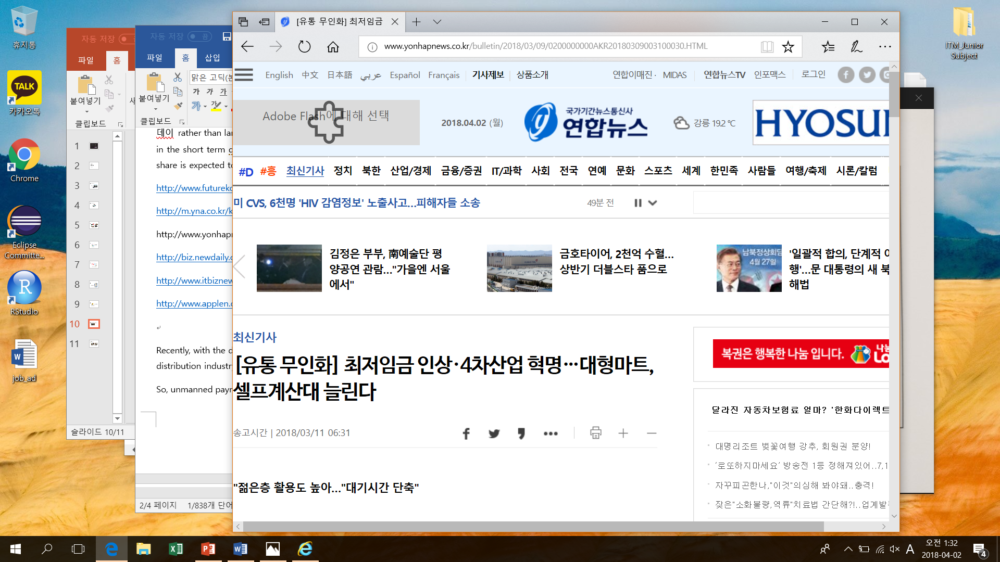 휴지통
카카오톡
Chrome
Eclipse
Committe...
RStudio
job_ad
ITM_Junior
Subject
자동 저장
파일
홈
붙여넣기
클립보드
1
2
3
4
5
6
7
8
9
10
11
슬라이드 10/11
자동 저장 끔
파일
홈
삽입
맑은 고딕(본
붙여넣기
가 가 가
클립보드
데이 rather than lar
in the short term
share is expected to
http://www.futurek
http://m.yna.co.kr/k
http://www.yonhapn
http://biz.newdaily.
http://www.itbiznew
http://www.applen.
Recently, with the d
distribution industry
So, unmanned payn
2/4 페이지 1/838개 단어
[유통 무인화] 최저임금
www.yonhapnews.co.kr/bulletin/2018/03/09/0200000000AKR20180309003100030.HTML
English 中文 日本語 عربي Español Français 기사제보 상품소개 연합이매진 · MIDAS 연합뉴스TV 인포맥스 로그인
Adobe Flash에 대해 선택
2018.04.02 (월)
국가기간뉴스통신사
연합뉴스
강릉 19.2 ℃
HYOSU
#D #흥 최신기사 정치 북한 산업/경제 금융/증권 IT/과학 사회 전국 연예 문화 스포츠 세계 한민족 사람들 여행/축제 시론/칼럼
미 CVS, 6천명 'HIV 감염정보' 노출사고…피해자들 소송 49분 전
김정은 부부, 南예술단 평
양공연 관람…"가을엔 서울
에서"
금호타이어, 2천억 수혈…
상반기 더블스타 품으로
남북정상회담
4월 27일
'일괄적 합의, 단계적 이
행'…문 대통령의 새 북
해법
최신기사
[유통 무인화] 최저임금 인상·4차산업 혁명…대형마트,
셀프계산대 늘린다
송고시간 | 2018/03/11 06:31
"젊은층 활용도 높아…"대기시간 단축"
복권은 행복한 나눔 입니다. 나눔
Lo
달라진 자동차보험료 얼마? '한화다이렉트
대명리조트 벚꽃여행 강추, 회원권 분양!
'로또하지마세요' 방송전 1등 정해져있어..7,1
자꾸피곤한나,"이것"의심해 봐야돼..충격!
잦은"소화불량,역류"치료법 간단해?!..업계발
A
오전 1:32
2018-04-02
4